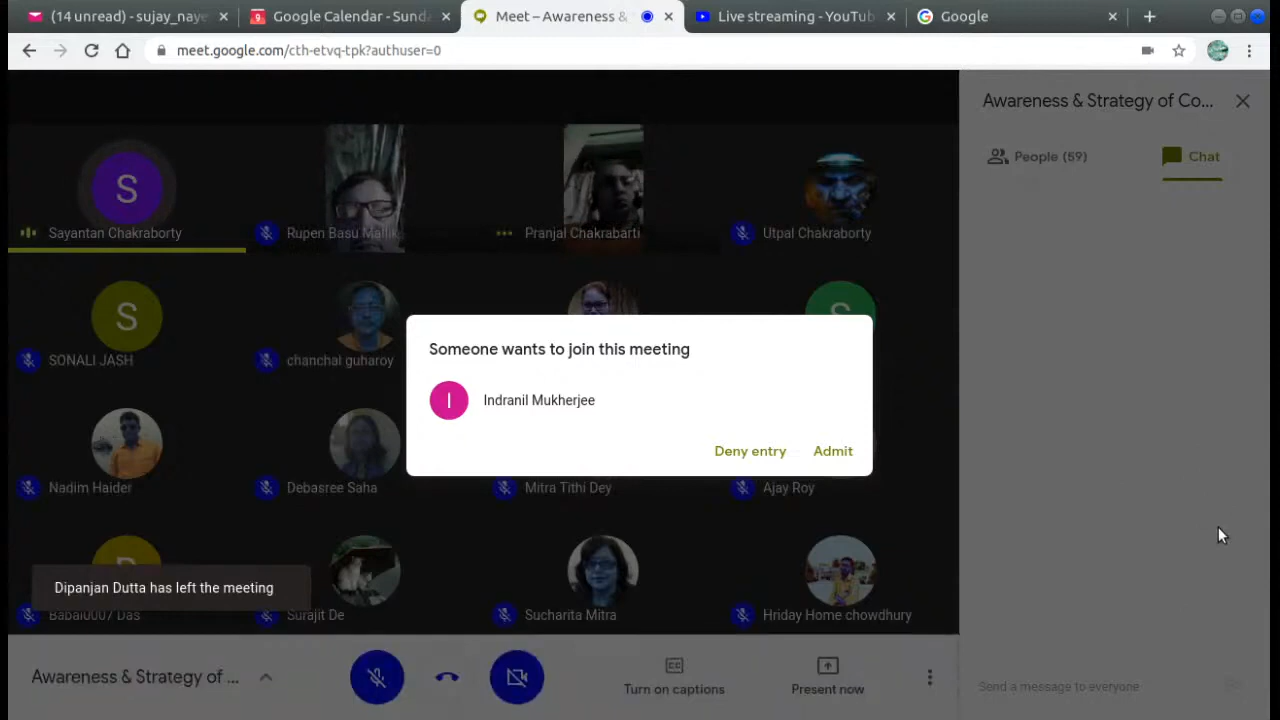 (14 unread) - sujay_naye
Google Calendar - Sund
Meet – Awareness &
Live streaming - YouTub
Google
meet.google.com/cth-etvq-tpk?authuser=0
Awareness & Strategy of Co...
People (59)
Chat
S
Sayantan Chakraborty
Rupen Basu Mallik
Pranjal Chakrabarti
Utpal Chakraborty
S
SONALI JASH
chanchal guharoy
S
Someone wants to join this meeting
I
Indranil Mukherjee
Deny entry
Admit
Nadim Haider
Debasree Saha
Mitra Tithi Dey
Ajay Roy
Dipanjan Dutta has left the meeting
Babai0007 Das
Surajit De
Sucharita Mitra
Hriday Home chowdhury
Awareness & Strategy of ...
CC
Turn on captions
Present now
Send a message to everyone